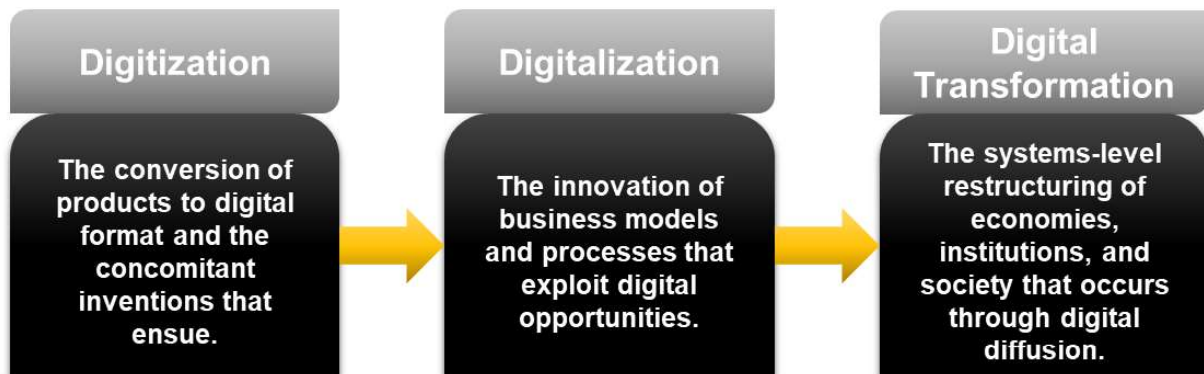 Digitization
The conversion of
products to digital
format and the
concomitant
inventions that
ensue.
Digitalization
The innovation of
business models
and processes that
exploit digital
opportunities.
Digital
Transformation
The systems-level
restructuring of
economies,
institutions, and
society that occurs
through digital
diffusion.